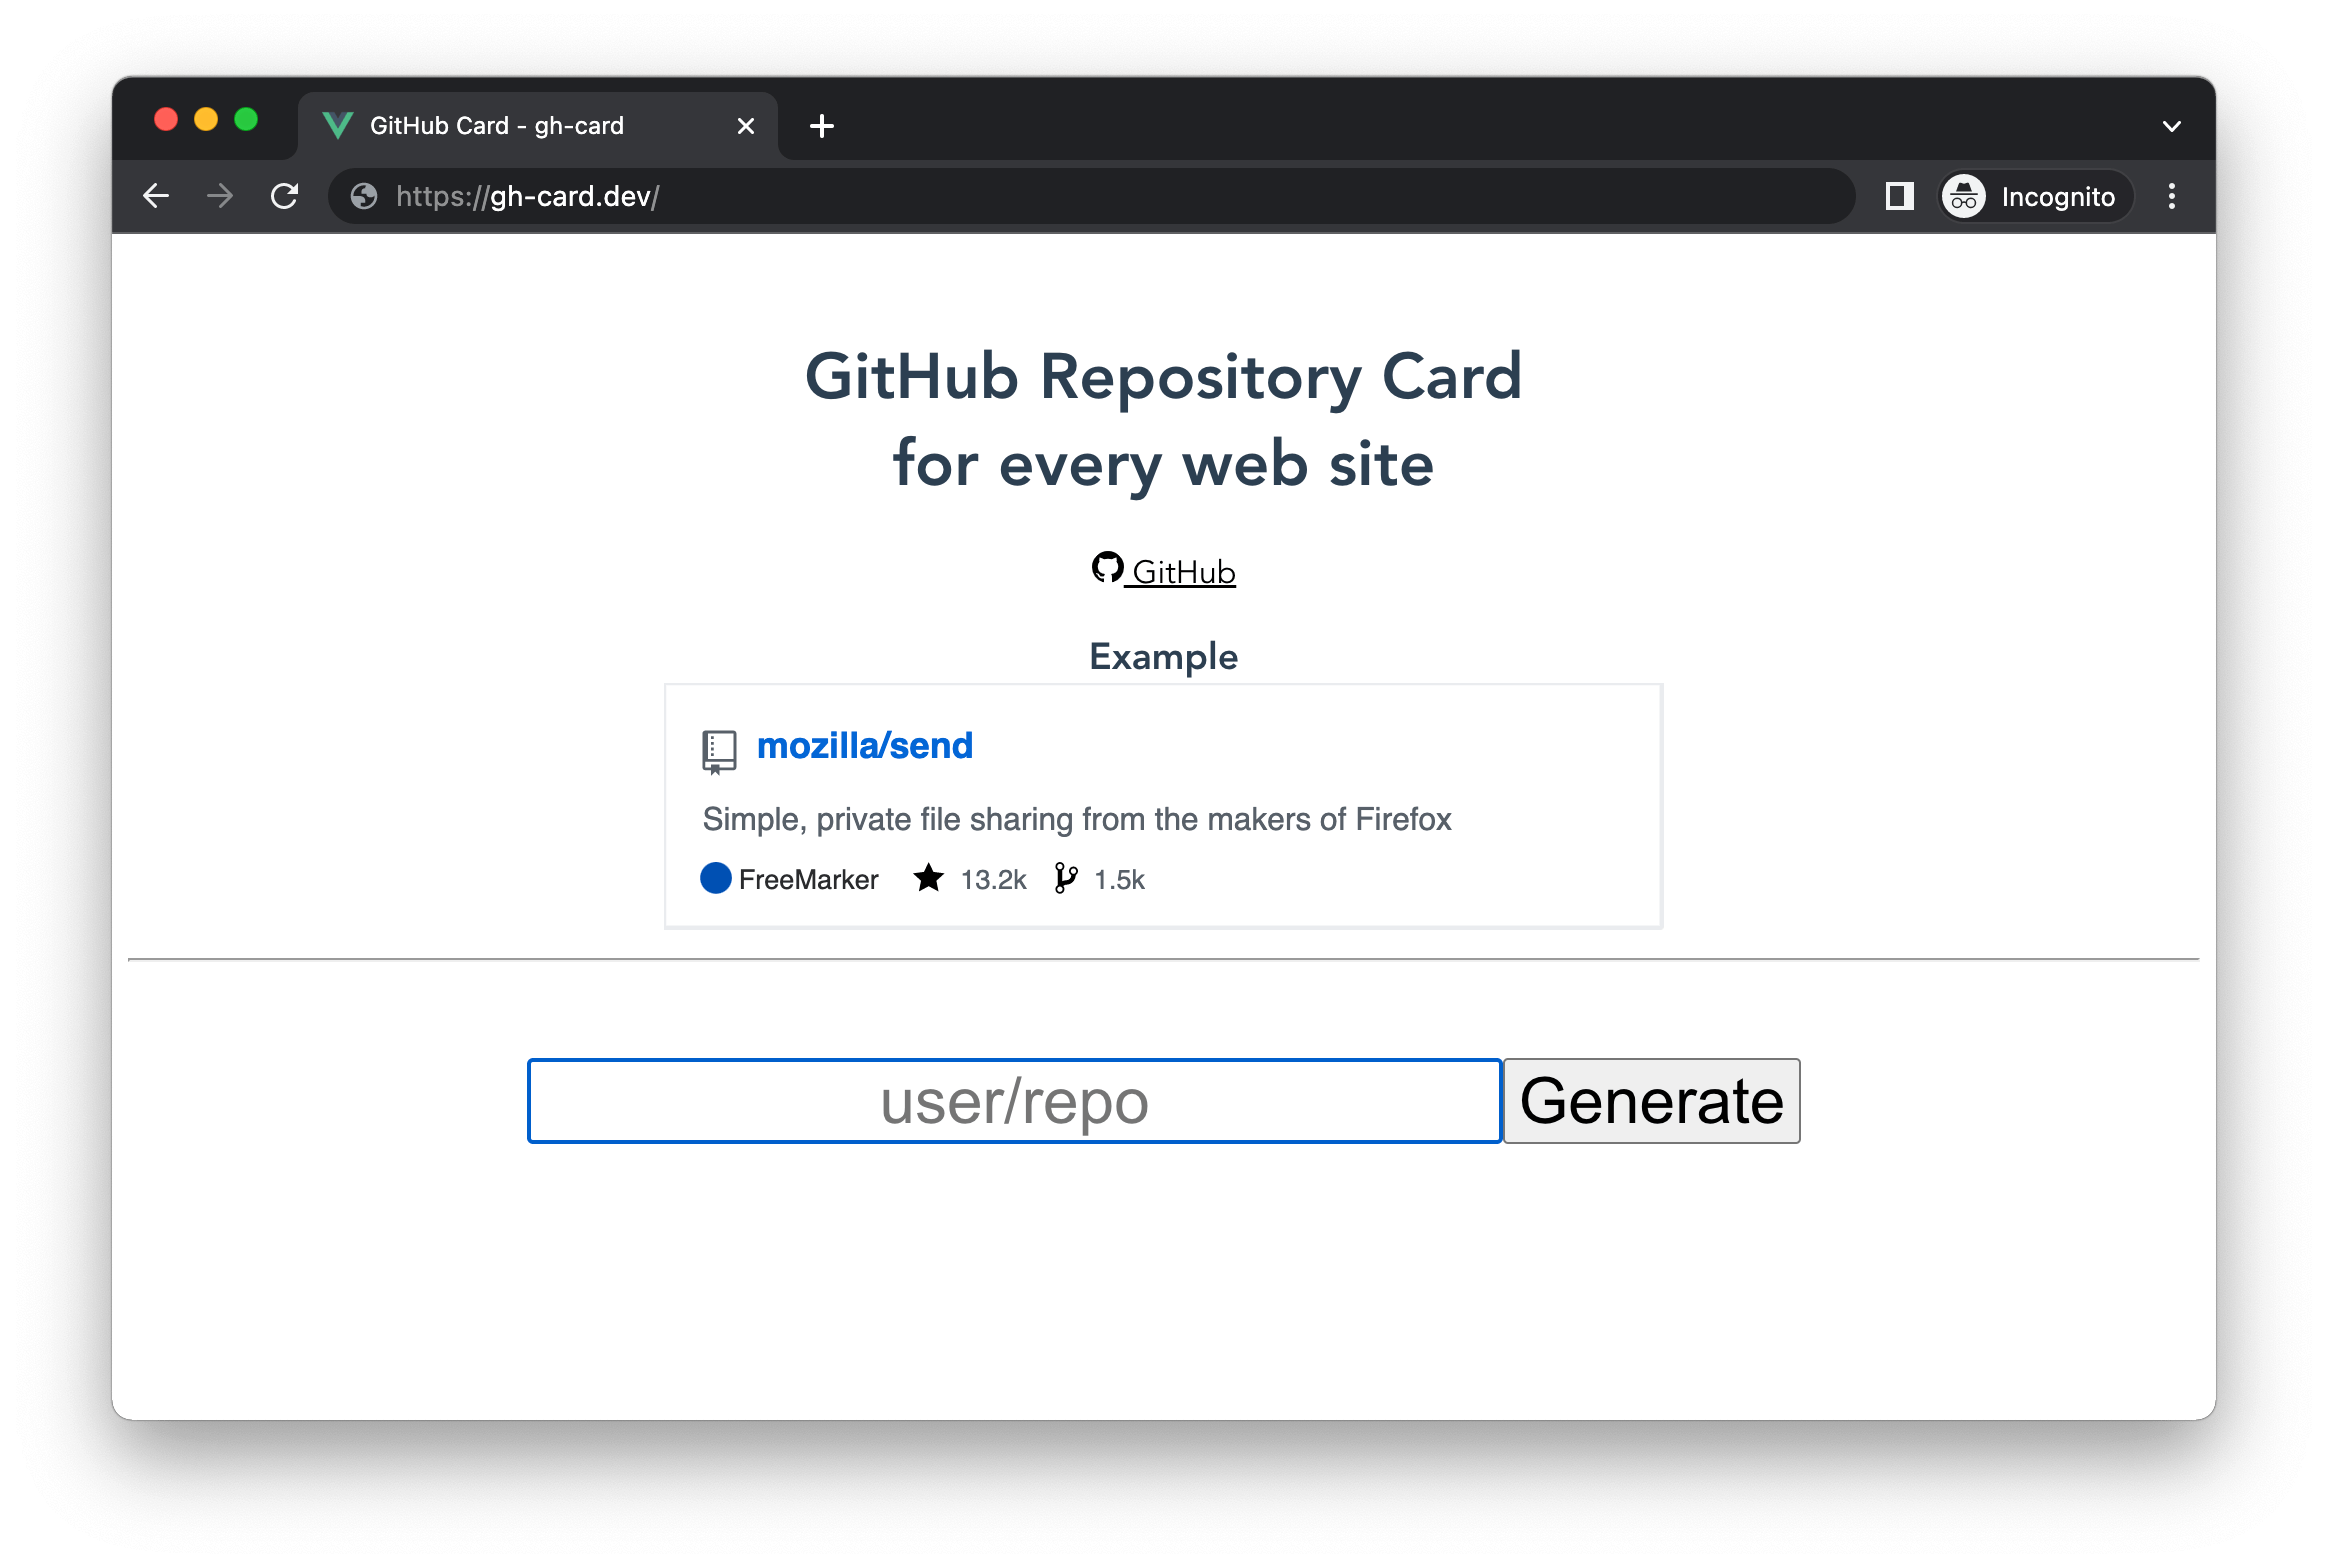 GitHub Card - gh-card
https://gh-card.dev/
Incognito
GitHub Repository Card
for every web site
GitHub
Example
mozilla/send
Simple, private file sharing from the makers of Firefox
FreeMarker 13.2k 1.5k
user/repo Generate